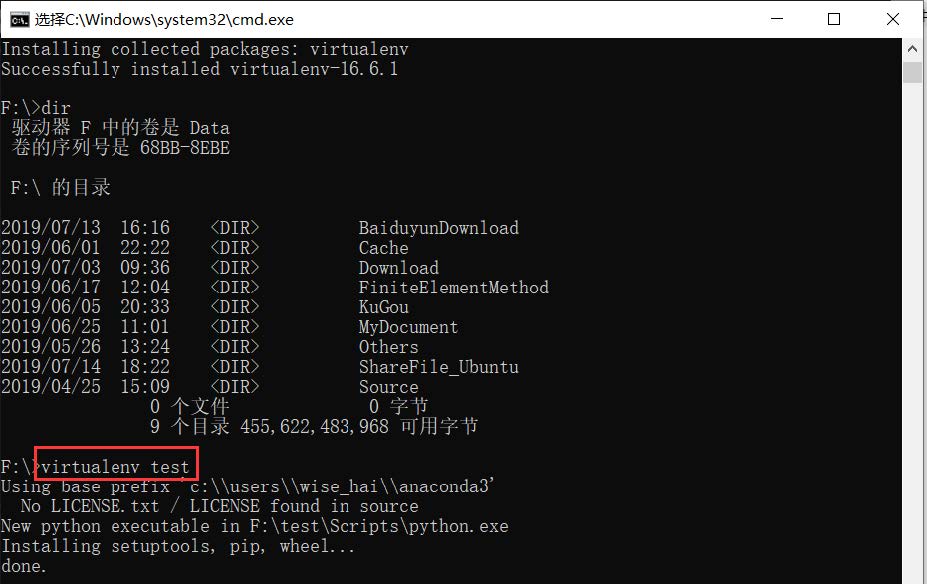 选择C:\Windows\system32\cmd.exe
Installing collected packages: virtualenv
Successfully installed virtualenv-16.6.1
F:\>dir
驱动器 F 中的卷是 Data
卷的序列号是 68BB-8EBE
F:\ 的目录
2019/07/13  16:16    <DIR>          BaiduyunDownload
2019/06/01  22:22    <DIR>          Cache
2019/07/03  09:36    <DIR>          Download
2019/06/17  12:04    <DIR>          FiniteElementMethod
2019/06/05  20:33    <DIR>          KuGou
2019/06/25  11:01    <DIR>          MyDocument
2019/05/26  13:24    <DIR>          Others
2019/07/14  18:22    <DIR>          ShareFile_Ubuntu
2019/04/25  15:09    <DIR>          Source
0 个文件              0 字节
9 个目录 455,622,483,968 可用字节
F:\>virtualenv test
Using base prefix 'c:\\users\\wise_hai\\anaconda3'
No LICENSE.txt / LICENSE found in source
New python executable in F:\test\Scripts\python.exe
Installing setuptools, pip, wheel...
done.